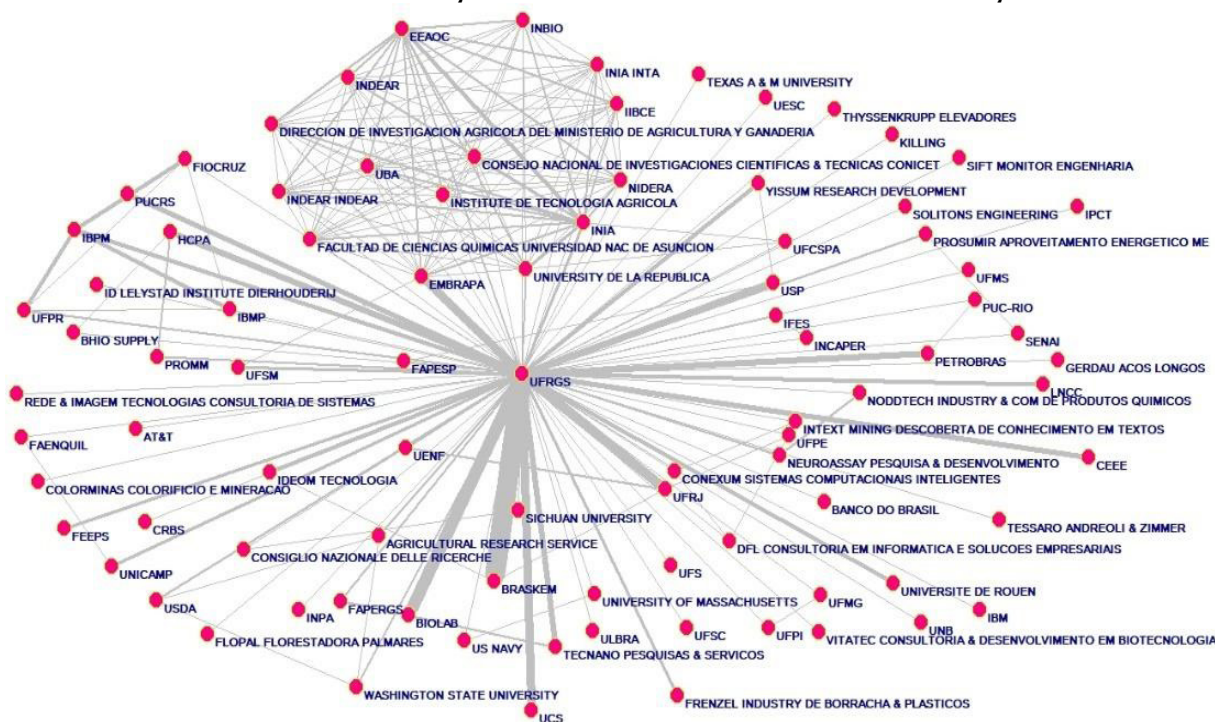 EEAOC
INBIO
INIA INTA
INDEAR
TEXAS A & M UNIVERSITY
IIBCE
UESC
THYSSENKRUPP ELEVADORES
DIRECCION DE INVESTIGACION AGRICOLA DEL MINISTERIO DE AGRICULTURA Y GANADERIA
KILLING
FIOCRUZ
UBA
CONSEJO NACIONAL DE INVESTIGACIONES CIENTIFICAS & TECNICAS CONICET
SIFT MONITOR ENGENHARIA
NIDERA
YISSUM RESEARCH DEVELOPMENT
PUCRS
INDEAR INDEAR
INSTITUTE DE TECNOLOGIA AGRICOLA
SOLITONS ENGINEERING
IPCT
IBPM
HCPA
INIA
FACULTAD DE CIENCIAS QUIMICAS UNIVERSIDAD NAC DE ASUNCION
UFCSPA
PROSUMIR APROVEITAMENTO ENERGETICO ME
EMBRAPA
UNIVERSITY DE LA REPUBLICA
UFMS
ID LELYSTAD INSTITUTE DIERHOUDERIJ
USP
UFPR
IBMP
PUC-RIO
BHIO SUPPLY
IFES
INCAPER
SENAI
PROMM
UFSM
FAPESP
PETROBRAS
GERDAU ACOS LONGOS
UFRGS
LNCC
REDE & IMAGEM TECNOLOGIAS CONSULTORIA DE SISTEMAS
NODDTECH INDUSTRY & COM DE PRODUTOS QUIMICOS
FAENQUIL
AT&T
INTEXT MINING DESCOBERTA DE CONHECIMENTO EM TEXTOS
UFPE
UENF
NEUROASSAY PESQUISA & DESENVOLVIMENTO
CEEE
COLORMINAS COLORIFICIO E MINERACAO
IDEOM TECNOLOGIA
CONEXUM SISTEMAS COMPUTACIONAIS INTELIGENTES
UFRJ
FEEPS
CRBS
SICHUAN UNIVERSITY
BANCO DO BRASIL
TESSARO ANDREOLI & ZIMMER
AGRICULTURAL RESEARCH SERVICE
CONSIGLIO NAZIONALE DELLE RICERCHE
DFL CONSULTORIA EM INFORMATICA E SOLUCOES EMPRESARIAIS
UNICAMP
BRASKEM
UFS
UNIVERSITE DE ROUEN
USDA
INPA
FAPERGS
BIOLAB
UNIVERSITY OF MASSACHUSETTS
UFMG
IBM
FLOPAL FLORESTADORA PALMARES
US NAVY
ULBRA
UFSC
UFPI
UNB
VITATEC CONSULTORIA & DESENVOLVIMENTO EM BIOTECNOLOGIA
TECNANO PESQUISAS & SERVICOS
WASHINGTON STATE UNIVERSITY
UCS
FRENZEL INDUSTRY DE BORRACHA & PLASTICOS